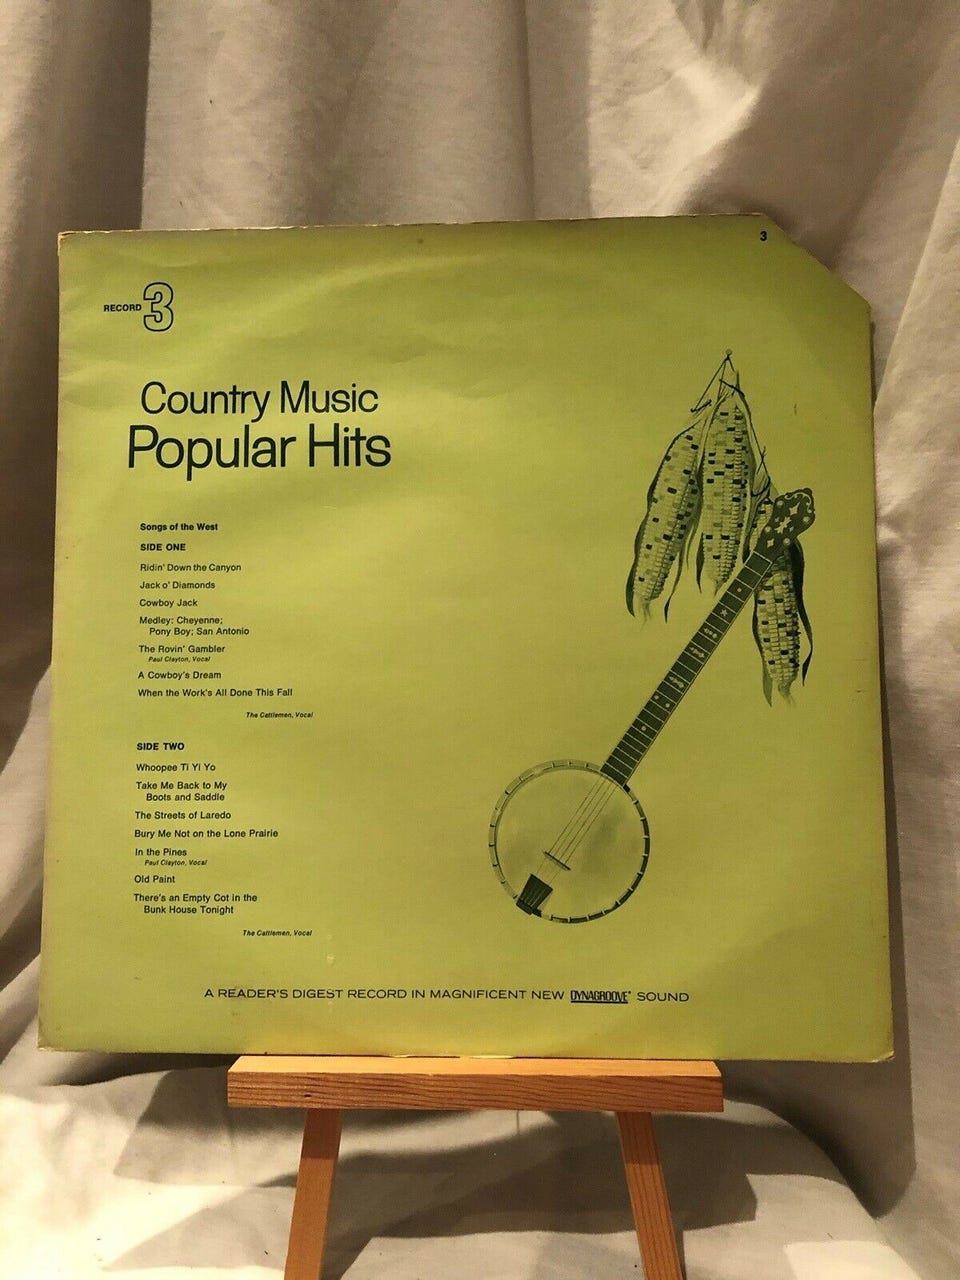 3
RECORD 3
Country Music
Popular Hits
Songs of the West
SIDE ONE
Ridin' Down the Canyon
Jack o' Diamonds
Cowboy Jack
Medley: Cheyenne;
Pony Boy; San Antonio
The Rovin' Gambler
Paul Clayton, Vocal
A Cowboy's Dream
When the Work's All Done This Fall
The Cattlemen, Vocal
SIDE TWO
Whoopee Ti Yi Yo
Take Me Back to My
Boots and Saddle
The Streets of Laredo
Bury Me Not on the Lone Prairie
In the Pines
Paul Clayton, Vocal
Old Paint
There's an Empty Cot in the
Bunk House Tonight
The Cattlemen, Vocal
A READER'S DIGEST RECORD IN MAGNIFICENT NEW DYNAGROOVE® SOUND